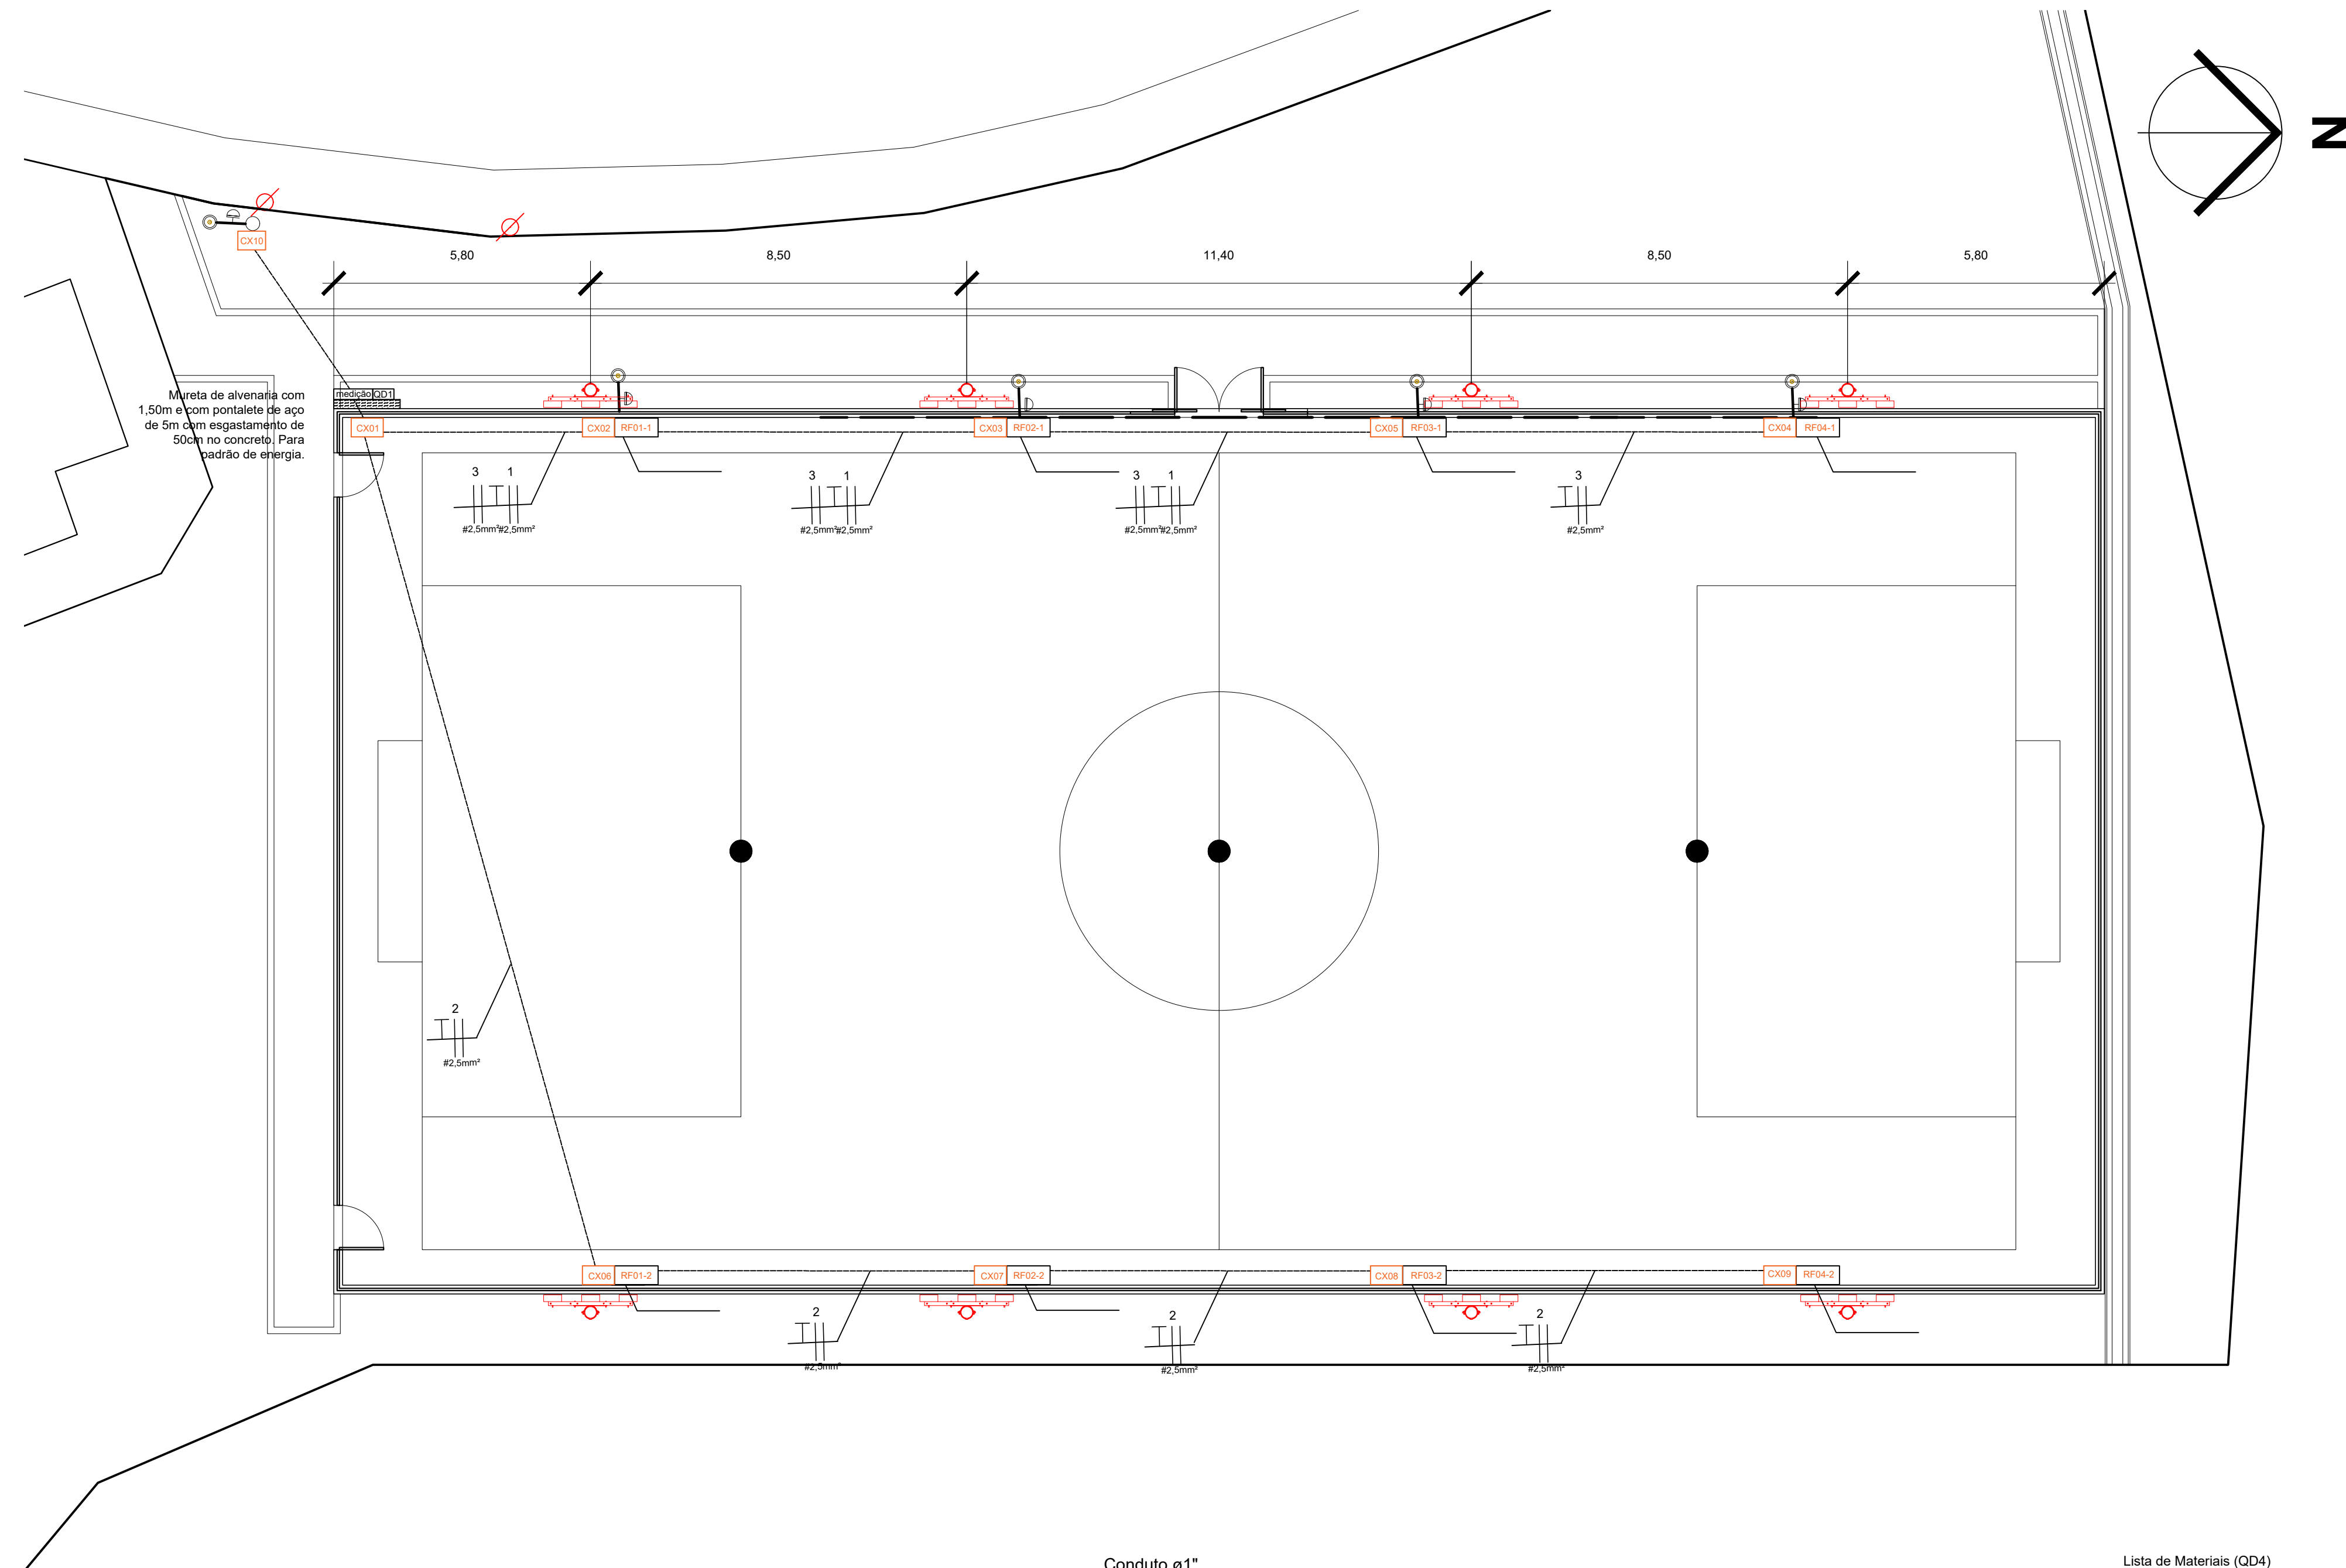 N
CX10
5,80
8,50
11,40
8,50
5,80
Mureta de alvenaria com
1,50m e com pontalete de aço
de 5m com esgastamento de
50cm no concreto. Para
padrão de energia.
medição QD1
CX01
CX02 RF01-1
CX03 RF02-1
CX05 RF03-1
CX04 RF04-1
3 1
#2,5mm² #2,5mm²
3 1
#2,5mm² #2,5mm²
3 1
#2,5mm² #2,5mm²
3
#2,5mm²
2
#2,5mm²
CX06 RF01-2
CX07 RF02-2
CX08 RF03-2
CX09 RF04-2
2
#2,5mm²
2
#2,5mm²
2
#2,5mm²
Conduto ø1"
Lista de Materiais (QD4)